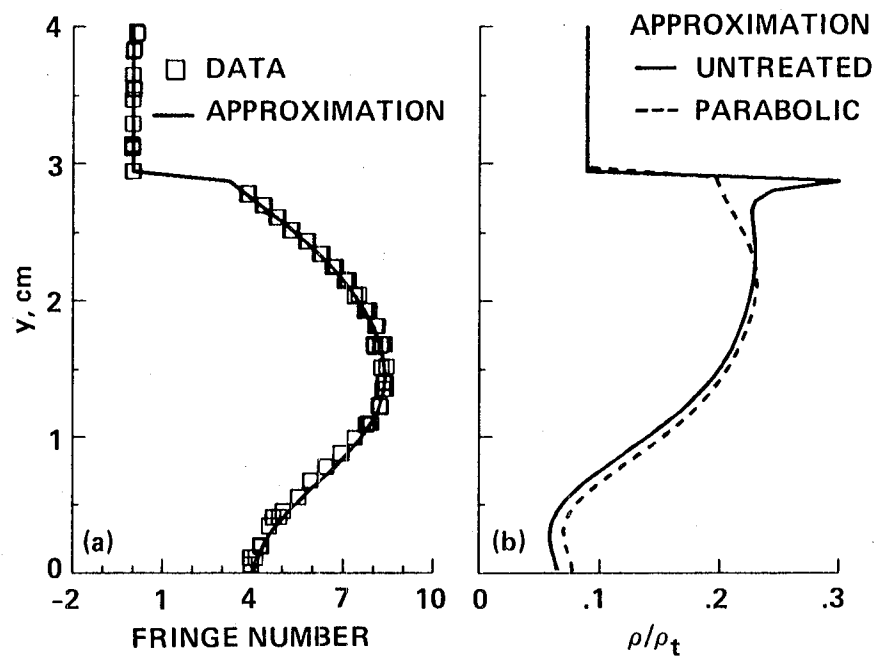 4
3
2
1
0
y, cm
DATA
APPROXIMATION
(a)
-2
1
4
7
10
FRINGE NUMBER
APPROXIMATION
UNTREATED
PARABOLIC
(b)
0
.1
.2
.3
ρ/ρt